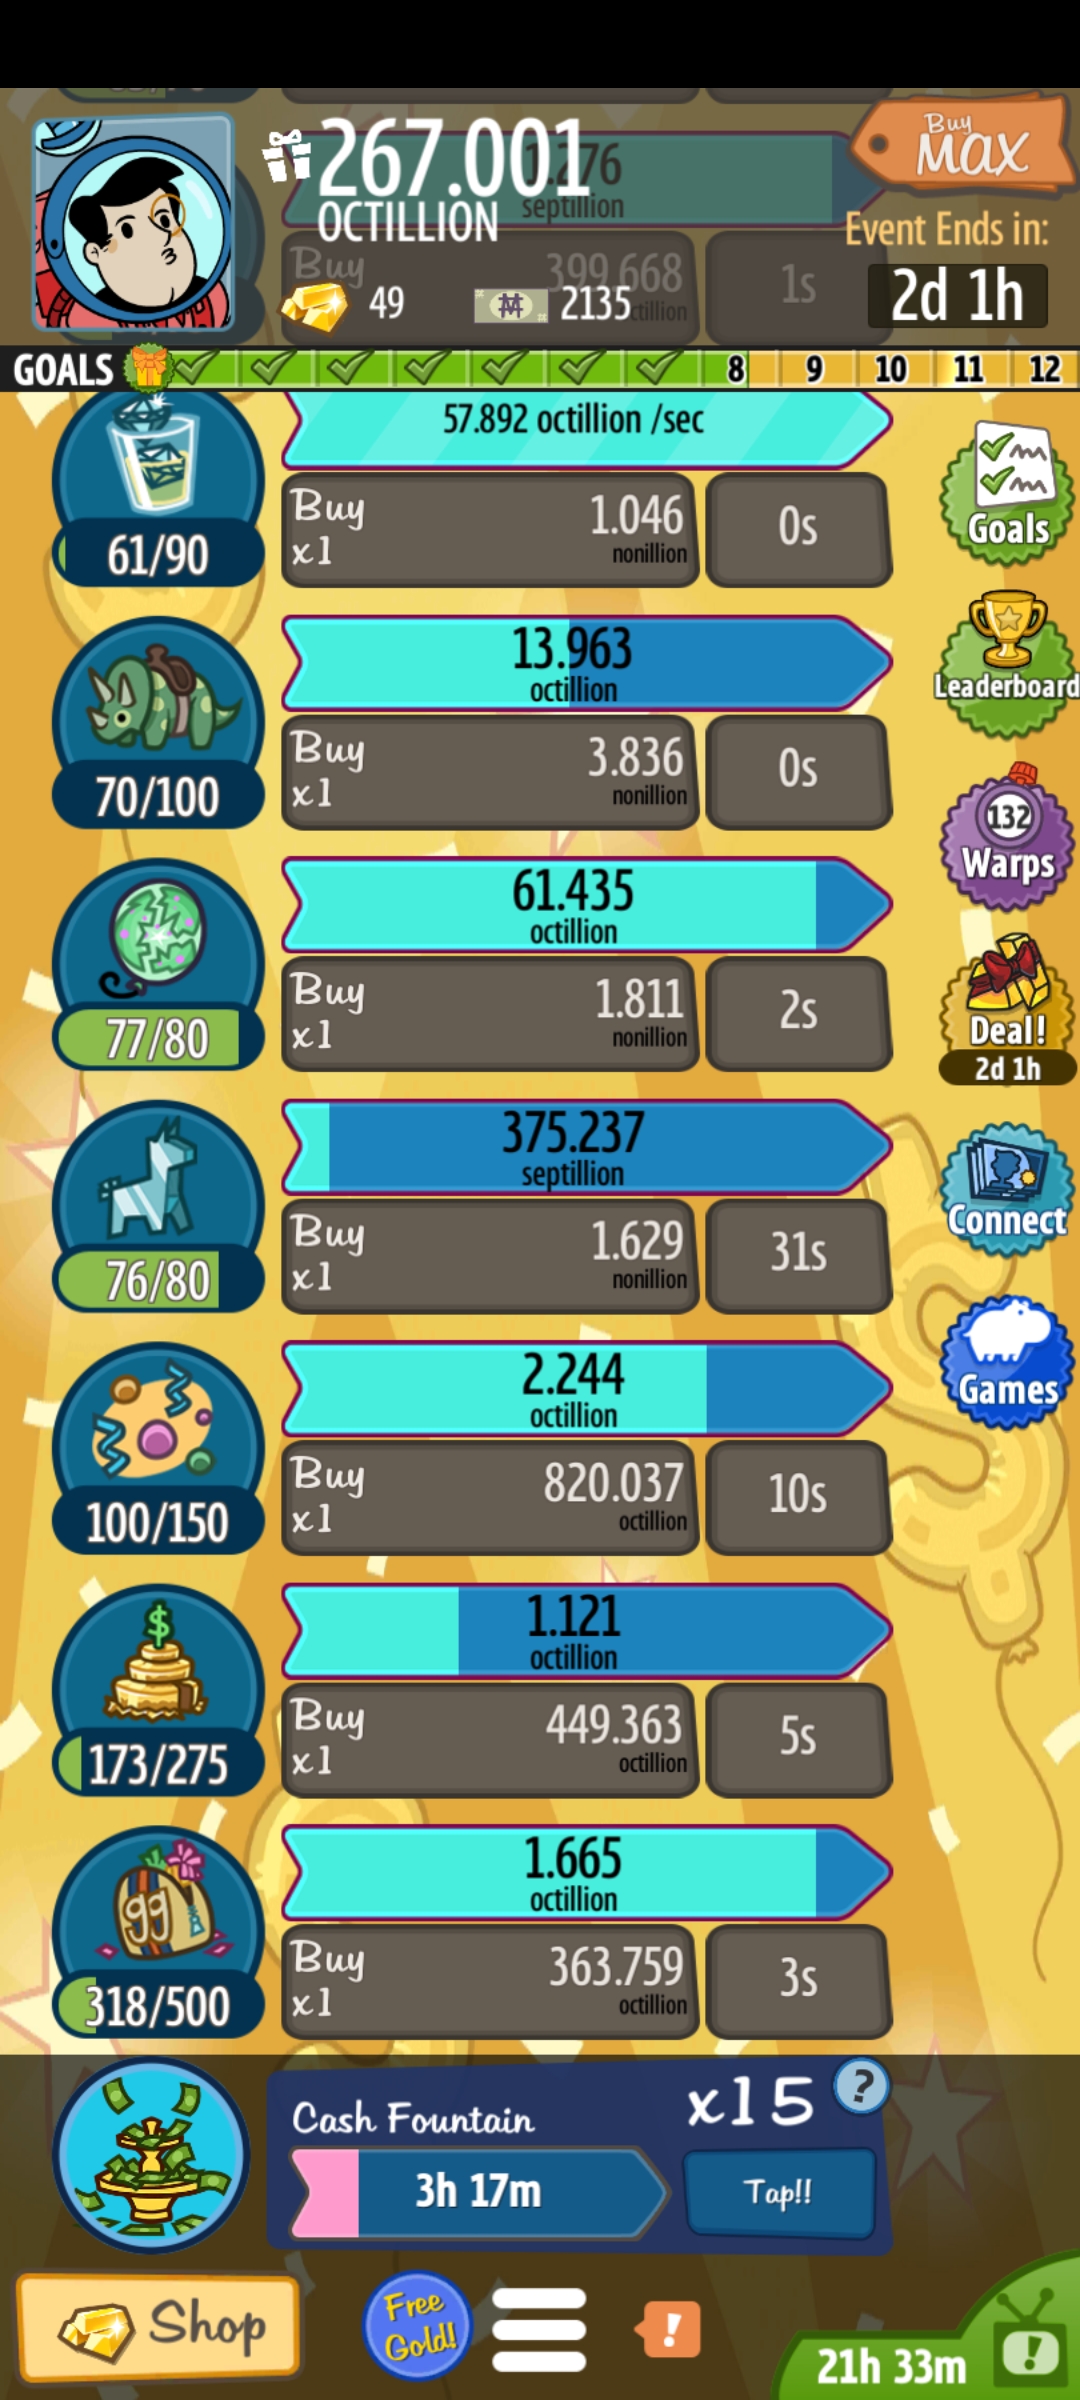 267.001
OCTILLION
1.276
septillion
Buy
399.668
49
2135
1s
Buy
MAX
Event Ends in:
2d 1h
GOALS
8
9
10
11
12
57.892 octillion /sec
Buy
x1
1.046
nonillion
0s
61/90
Goals
13.963
octillion
Buy
x1
3.836
nonillion
0s
70/100
Leaderboard
61.435
octillion
Buy
x1
1.811
nonillion
2s
77/80
132
Warps
Deal!
2d 1h
375.237
septillion
Buy
x1
1.629
nonillion
31s
76/80
Connect
2.244
octillion
Buy
x1
820.037
octillion
10s
100/150
Games
1.121
octillion
Buy
x1
449.363
octillion
5s
$
173/275
1.665
octillion
Buy
x1
363.759
octillion
3s
gg
318/500
Cash Fountain
x15
?
3h 17m
Tap!!
Shop
Free
Gold!
!
21h 33m
!